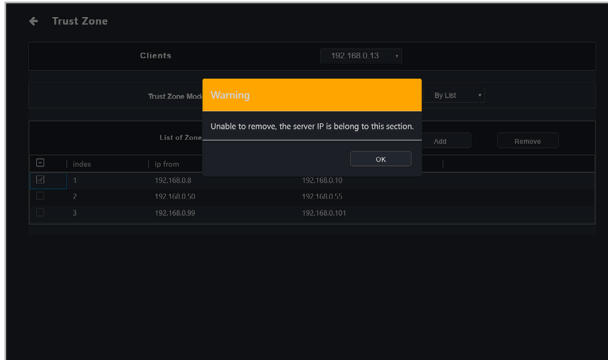 Trust Zone
Clients 192.168.0.13
Trust Zone Mod By List
Warning
Unable to remove, the server IP is belong to this section.
OK
List of Zone Add Remove
index ip from
1 192.168.0.8 192.168.0.10
2 192.168.0.50 192.168.0.55
3 192.168.0.99 192.168.0.101